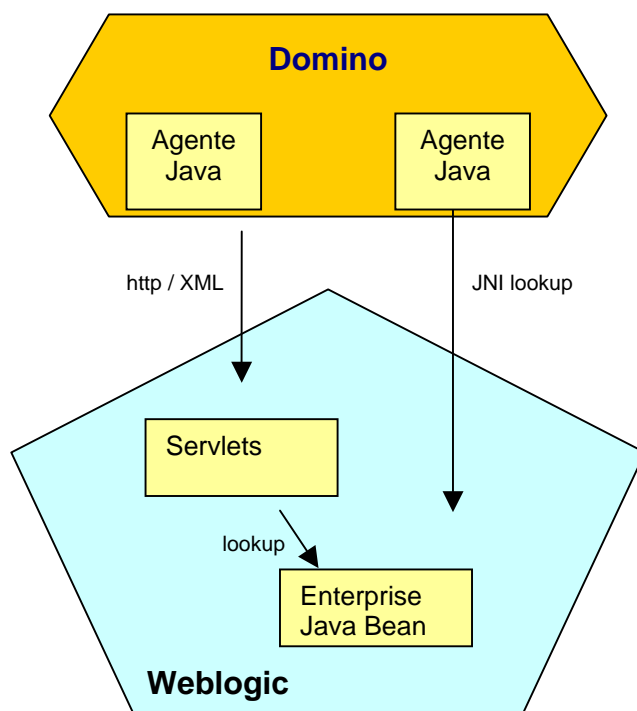 Domino
Agente
Java
Agente
Java
http / XML
JNI lookup
Servlets
lookup
Enterprise
Java Bean
Weblogic